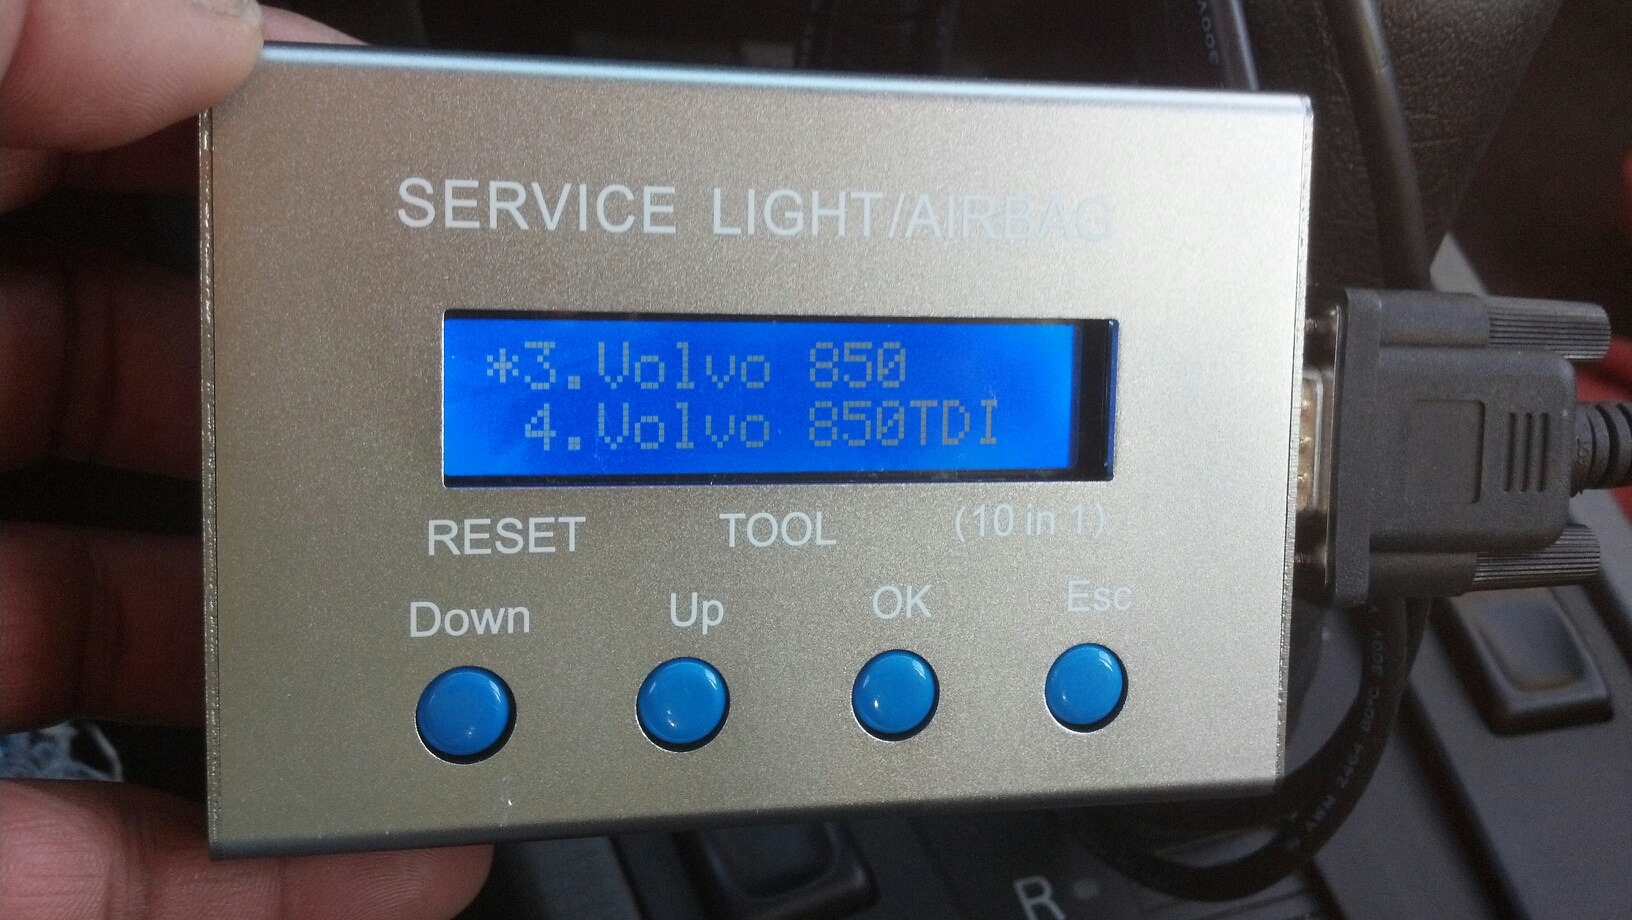 SERVICE LIGHT/AIRBAG
*3.Volvo 850
4.Volvo 850TDI
RESET TOOL (10 in 1)
Down Up OK Esc
R